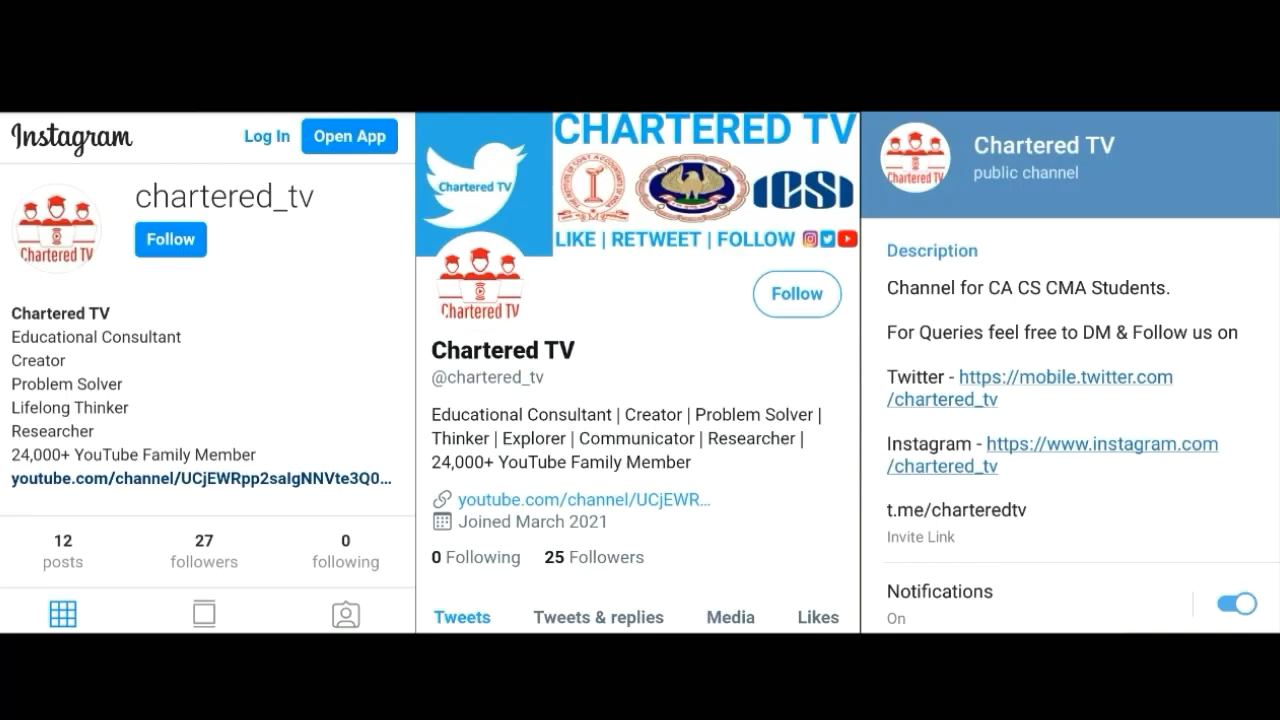 Instagram
Log In
Open App
chartered_tv
Follow
Chartered TV
Chartered TV
Educational Consultant
Creator
Problem Solver
Lifelong Thinker
Researcher
24,000+ YouTube Family Member
youtube.com/channel/UCjEWRpp2saIgNNVte3Q0...
12
27
0
posts
followers
following
Chartered TV
CHARTERED TV
ICSI
LIKE | RETWEET | FOLLOW
Chartered TV
Follow
Chartered TV
@chartered_tv
Educational Consultant | Creator | Problem Solver |
Thinker | Explorer | Communicator | Researcher |
24,000+ YouTube Family Member
youtube.com/channel/UCjEWR...
Joined March 2021
0 Following 25 Followers
Tweets
Tweets & replies
Media
Likes
Chartered TV
Chartered TV
public channel
Description
Channel for CA CS CMA Students.
For Queries feel free to DM & Follow us on
Twitter - https://mobile.twitter.com
/chartered_tv
Instagram - https://www.instagram.com
/chartered_tv
t.me/charteredtv
Invite Link
Notifications
On